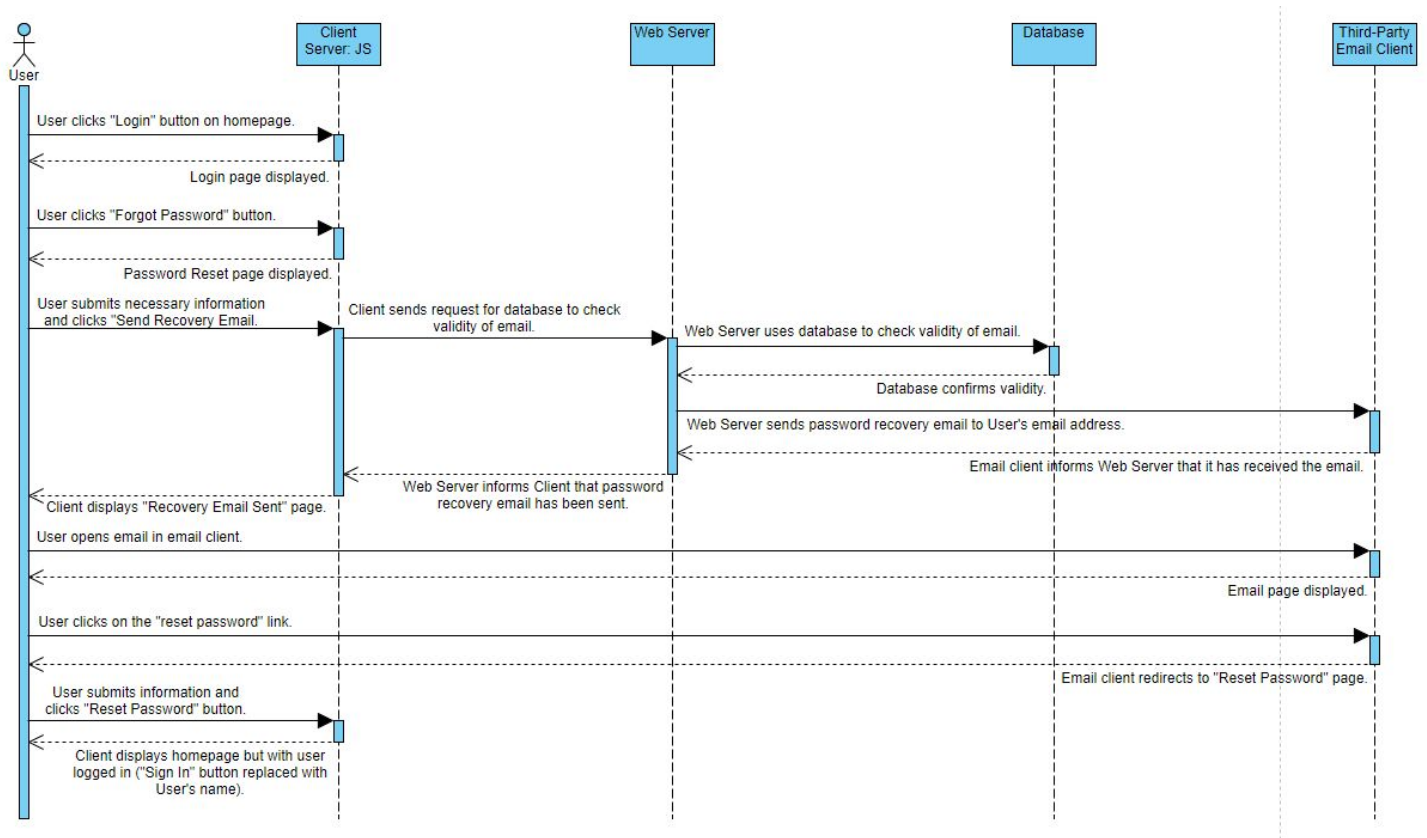 User
Client
Server: JS
Web Server
Database
Third-Party
Email Client
User clicks "Login" button on homepage.
Login page displayed.
User clicks "Forgot Password" button.
Password Reset page displayed.
User submits necessary information
and clicks "Send Recovery Email.
Client sends request for database to check
validity of email.
Web Server uses database to check validity of email.
Database confirms validity.
Web Server sends password recovery email to User's email address.
Email client informs Web Server that it has received the email.
Web Server informs Client that password
recovery email has been sent.
Client displays "Recovery Email Sent" page.
User opens email in email client.
Email page displayed.
User clicks on the "reset password" link.
Email client redirects to "Reset Password" page.
User submits information and
clicks "Reset Password" button.
Client displays homepage but with user
logged in ("Sign In" button replaced with
User's name).